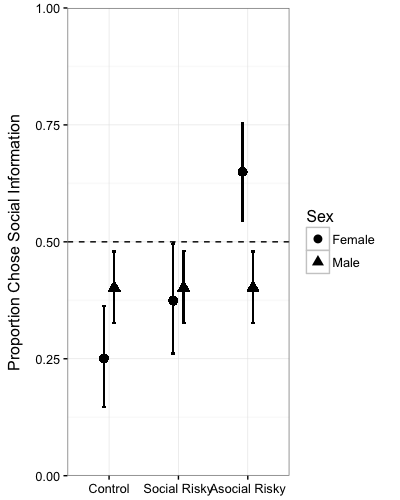 1.00
0.75
0.50
0.25
0.00
Proportion Chose Social Information
Control
Social Risky
Asocial Risky
Sex
Female
Male